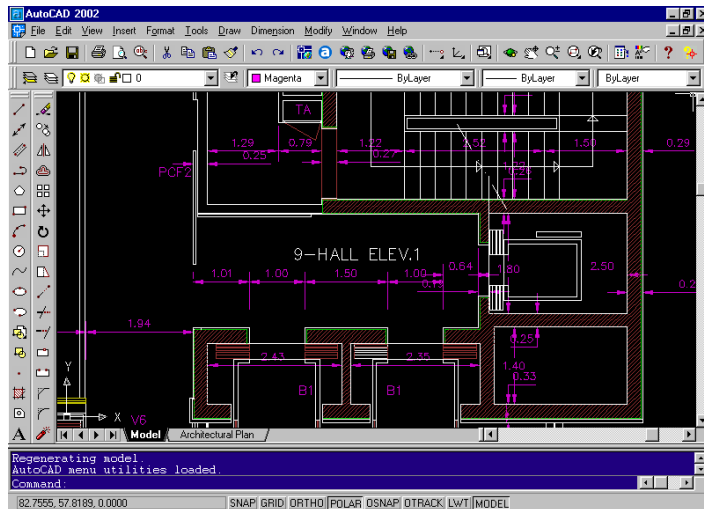 AutoCAD 2002
File Edit View Insert Format Tools Draw Dimension Modify Window Help
0 Magenta ByLayer ByLayer ByLayer
TA
1.29 0.79 1.22 1.50 0.29
0.25 0.27
PCF2
9-HALL ELEV.1
1.01 1.00 1.50 1.00 0.64 1.80 2.50
1.94
2.43 2.35 0.25
1.40
0.33
B1 B1
Y
X
V6
Model Architectural Plan
Regenerating model.
AutoCAD menu utilities loaded.
Command:
82.7555, 57.8189, 0.0000 SNAP GRID ORTHO POLAR OSNAP OTRACK LWT MODEL